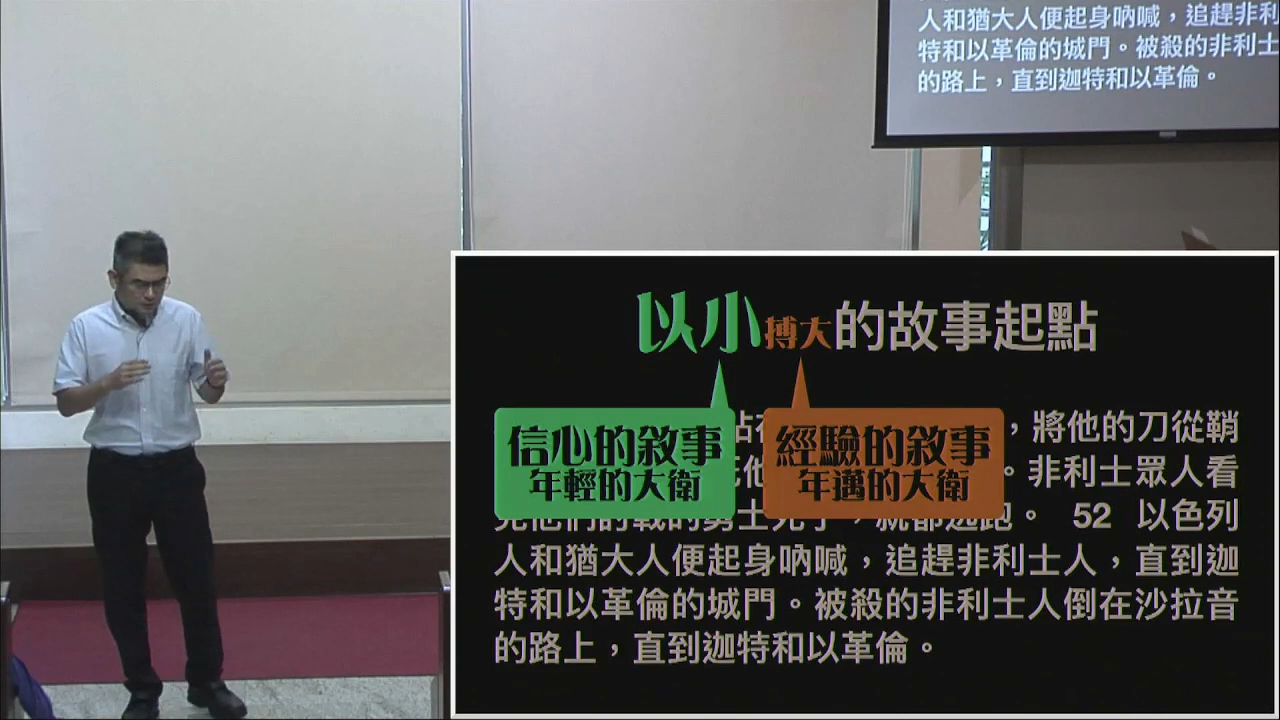 人和猶大人便起身吶喊，追趕非利
特和以革倫的城門。被殺的非利士
的路上，直到迦特和以革倫。
以小搏大的故事起點
信心的敘事
年輕的大衛
經驗的敘事
年邁的大衛
，將他的刀從鞘
。非利士眾人看
，就都逃跑。 52 以色列
人和猶大人便起身吶喊，追趕非利士人，直到迦
特和以革倫的城門。被殺的非利士人倒在沙拉音
的路上，直到迦特和以革倫。